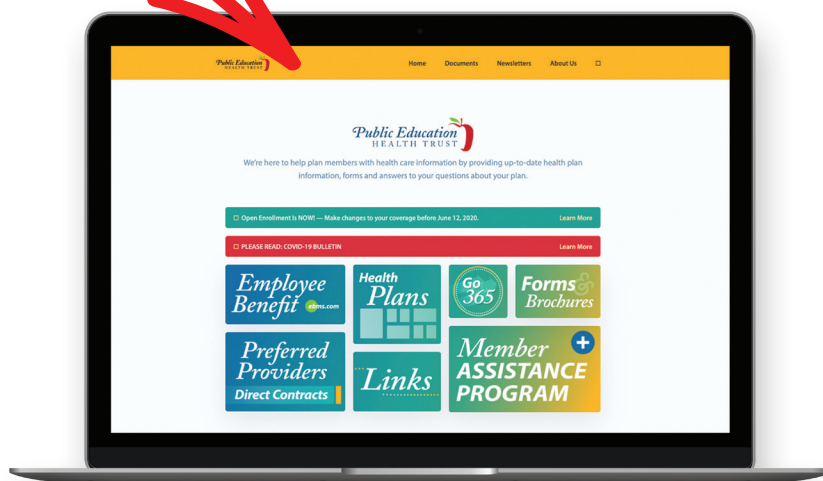 Public Education
HEALTH TRUST
Home Documents Newsletters About Us
Public Education
HEALTH TRUST
We're here to help plan members with health care information by providing up-to-date health plan
information, forms and answers to your questions about your plan.
Open Enrollment Is NOW! — Make changes to your coverage before June 12, 2020. Learn More
PLEASE READ: COVID-19 BULLETIN Learn More
Employee
Benefit ebms.com
Health
Plans
Go
365
Forms &
Brochures
Preferred
Providers
Direct Contracts
Links
Member
ASSISTANCE
PROGRAM